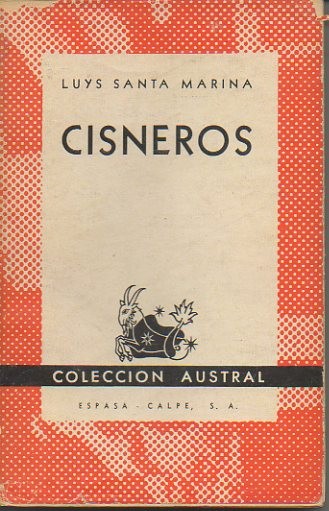 LUYS SANTA MARINA
CISNEROS
COLECCION AUSTRAL
ESPASA - CALPE, S. A.